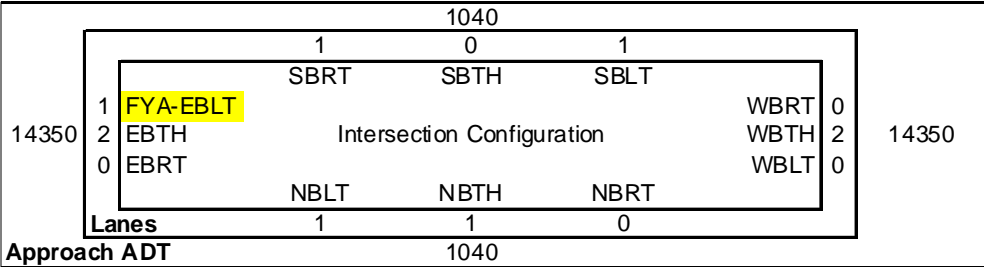 1040
1 0 1
SBRT SBTH SBLT
1 FYA-EBLT WBRT 0
14350 2 EBTH Intersection Configuration WBTH 2 14350
0 EBRT WBLT 0
NBLT NBTH NBRT
Lanes 1 1 0
Approach ADT 1040